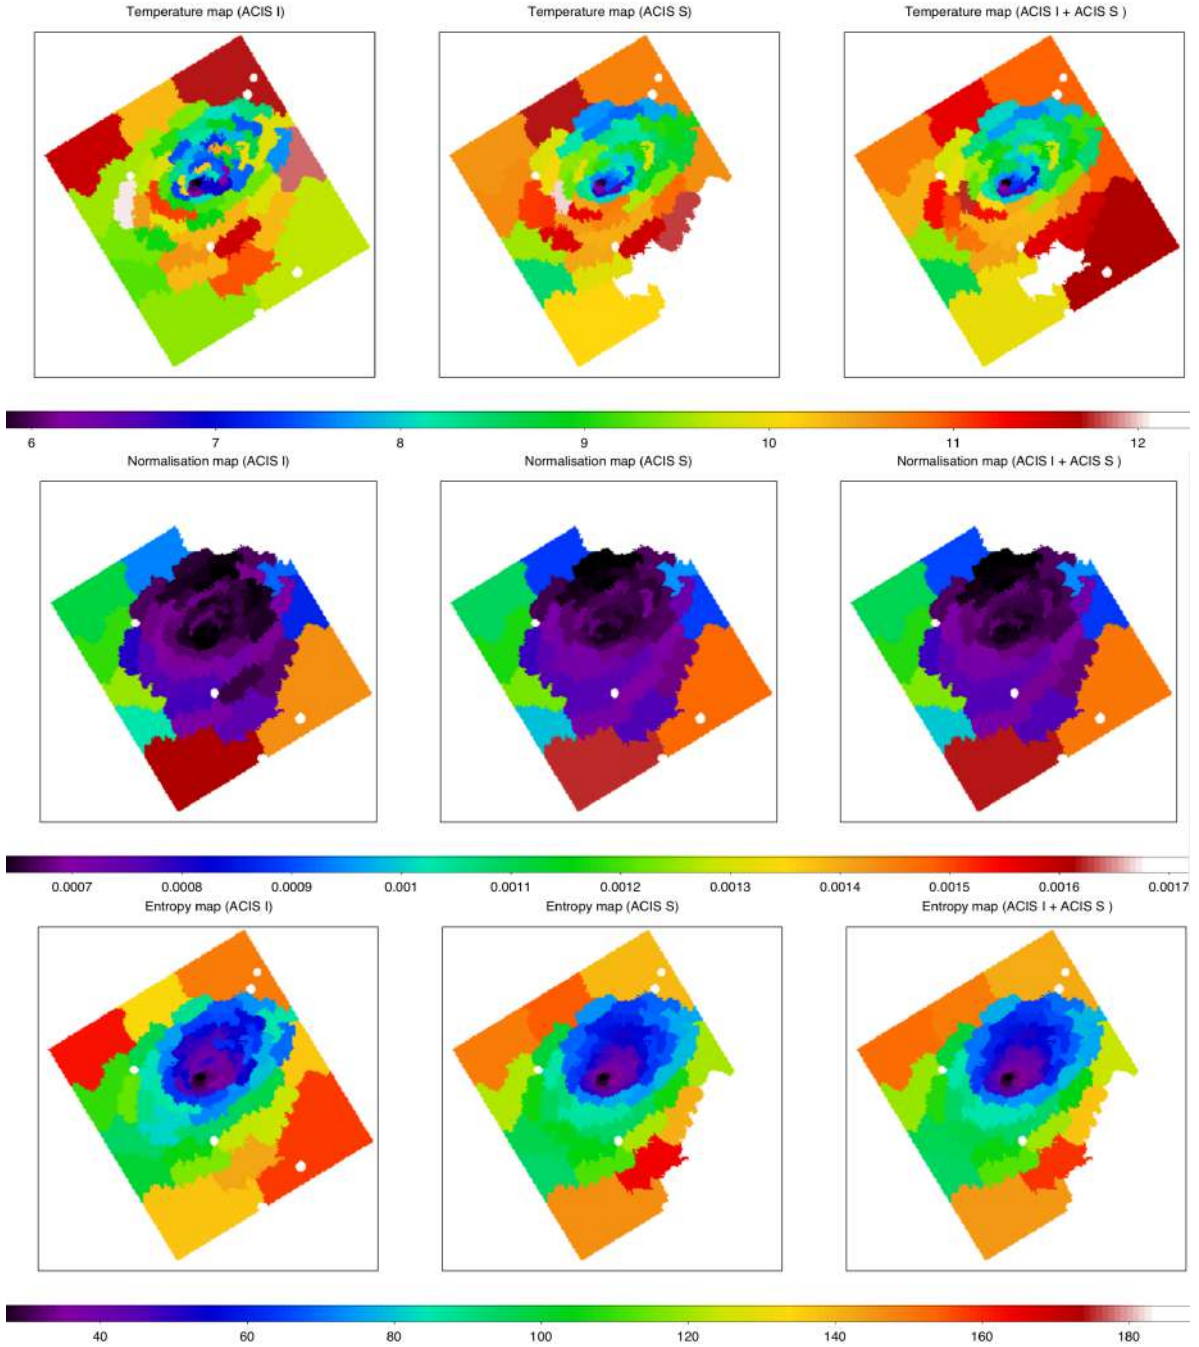 Temperature map (ACIS I) Temperature map (ACIS S) Temperature map (ACIS I + ACIS S )
6 7 8 9 10 11 12
Normalisation map (ACIS I) Normalisation map (ACIS S) Normalisation map (ACIS I + ACIS S )
0.0007 0.0008 0.0009 0.001 0.0011 0.0012 0.0013 0.0014 0.0015 0.0016 0.0017
Entropy map (ACIS I) Entropy map (ACIS S) Entropy map (ACIS I + ACIS S )
40 60 80 100 120 140 160 180